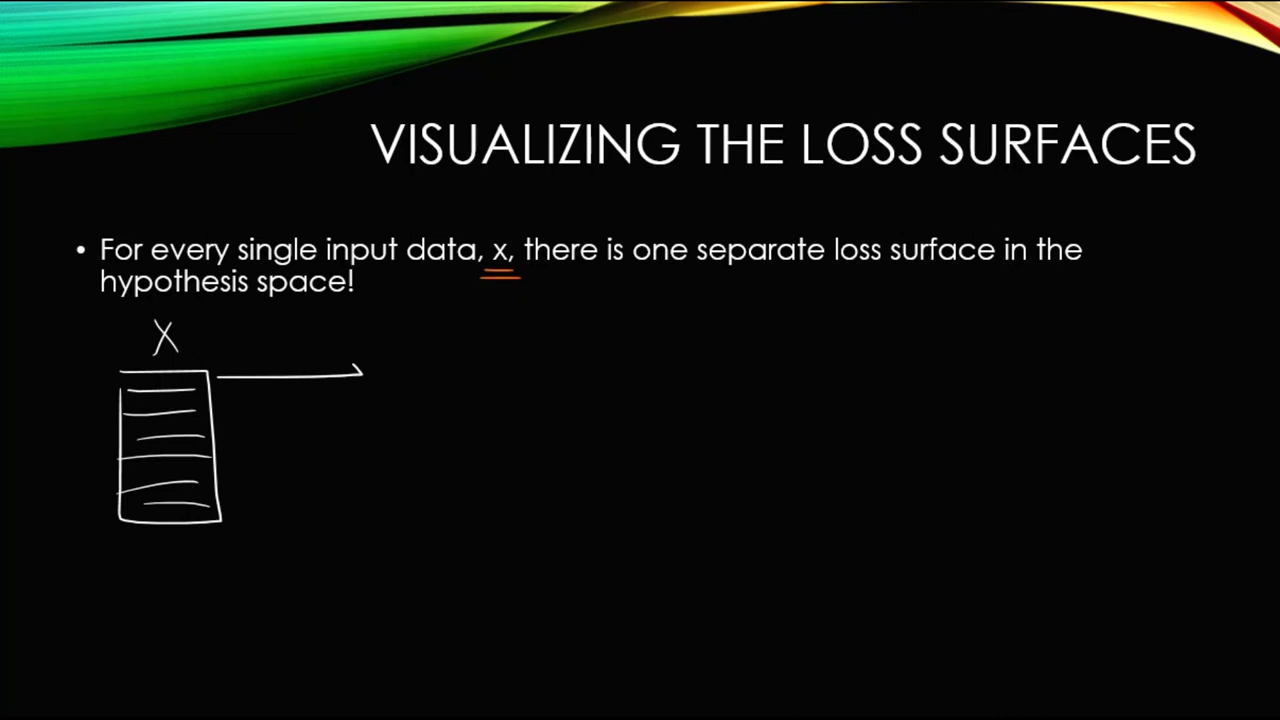 VISUALIZING THE LOSS SURFACES
• For every single input data, x, there is one separate loss surface in the
hypothesis space!
X